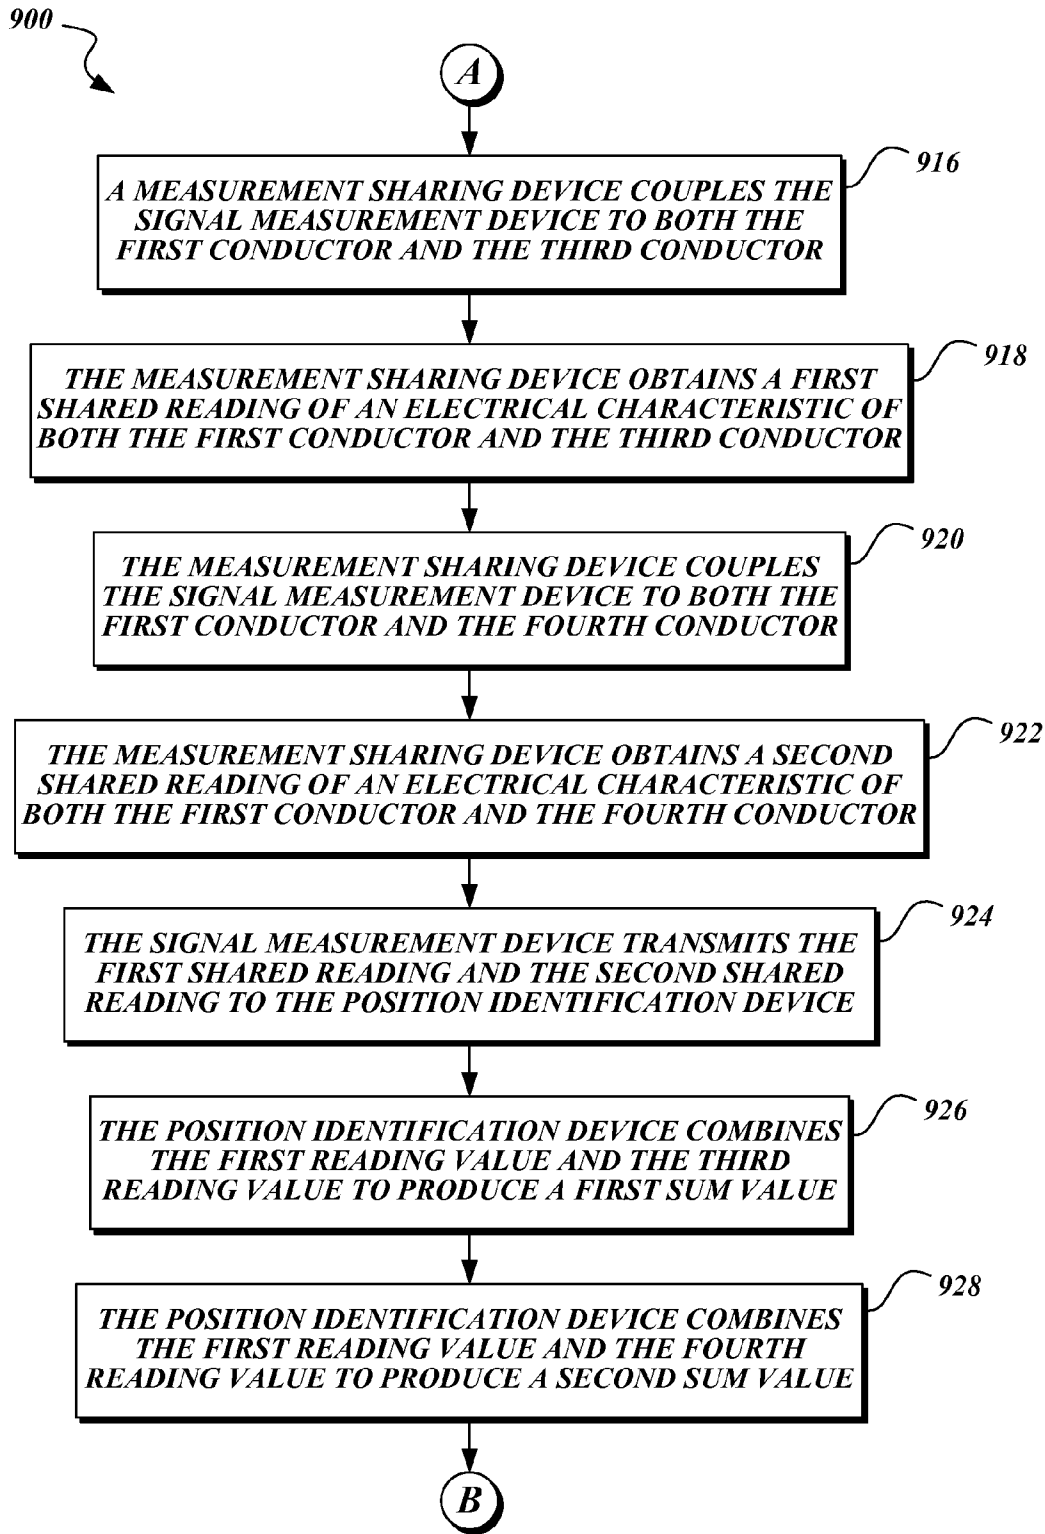 900
A
916
A MEASUREMENT SHARING DEVICE COUPLES THE
SIGNAL MEASUREMENT DEVICE TO BOTH THE
FIRST CONDUCTOR AND THE THIRD CONDUCTOR
918
THE MEASUREMENT SHARING DEVICE OBTAINS A FIRST
SHARED READING OF AN ELECTRICAL CHARACTERISTIC OF
BOTH THE FIRST CONDUCTOR AND THE THIRD CONDUCTOR
920
THE MEASUREMENT SHARING DEVICE COUPLES
THE SIGNAL MEASUREMENT DEVICE TO BOTH THE
FIRST CONDUCTOR AND THE FOURTH CONDUCTOR
922
THE MEASUREMENT SHARING DEVICE OBTAINS A SECOND
SHARED READING OF AN ELECTRICAL CHARACTERISTIC OF
BOTH THE FIRST CONDUCTOR AND THE FOURTH CONDUCTOR
924
THE SIGNAL MEASUREMENT DEVICE TRANSMITS THE
FIRST SHARED READING AND THE SECOND SHARED
READING TO THE POSITION IDENTIFICATION DEVICE
926
THE POSITION IDENTIFICATION DEVICE COMBINES
THE FIRST READING VALUE AND THE THIRD
READING VALUE TO PRODUCE A FIRST SUM VALUE
928
THE POSITION IDENTIFICATION DEVICE COMBINES
THE FIRST READING VALUE AND THE FOURTH
READING VALUE TO PRODUCE A SECOND SUM VALUE
B